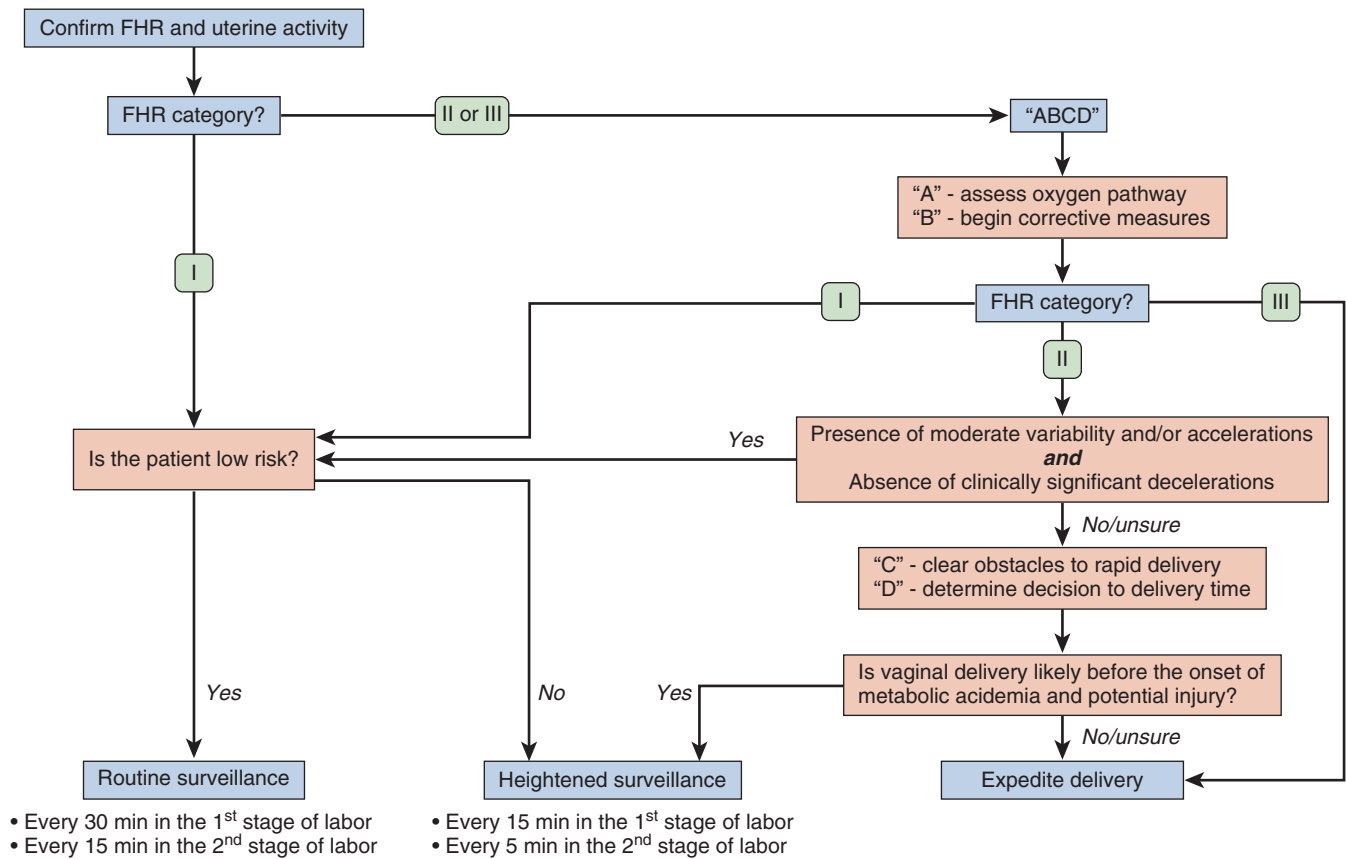 Confirm FHR and uterine activity
FHR category?
II or III
“ABCD”
“A” - assess oxygen pathway
“B” - begin corrective measures
I
I
FHR category?
III
II
Is the patient low risk?
Yes
Presence of moderate variability and/or accelerations
and
Absence of clinically significant decelerations
No/unsure
“C” - clear obstacles to rapid delivery
“D” - determine decision to delivery time
Is vaginal delivery likely before the onset of
metabolic acidemia and potential injury?
Yes
No
Yes
No/unsure
Routine surveillance
Heightened surveillance
Expedite delivery
• Every 30 min in the 1st stage of labor
• Every 15 min in the 2nd stage of labor
• Every 15 min in the 1st stage of labor
• Every 5 min in the 2nd stage of labor